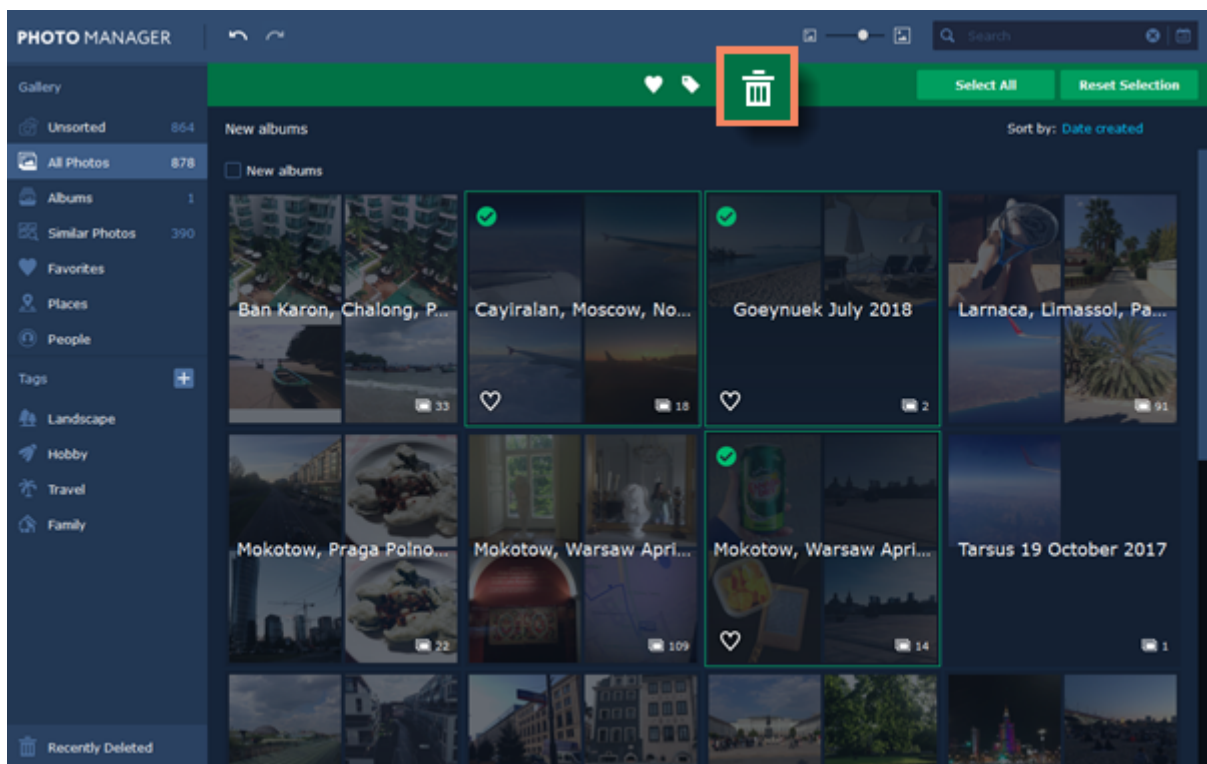 PHOTO MANAGER
Search
Gallery
Select All
Reset Selection
Unsorted 864
New albums
Sort by: Date created
All Photos 878
New albums
Albums 1
Similar Photos 390
Favorites
Places
People
Tags
Landscape
Hobby
Travel
Family
Recently Deleted
Ban Karon, Chalong, P...
33
Cayiralan, Moscow, No...
18
Goeynuek July 2018
2
Larnaca, Limassol, Pa...
91
Mokotow, Praga Polno...
22
Mokotow, Warsaw Apri...
109
Mokotow, Warsaw Apri...
14
Tarsus 19 October 2017
1